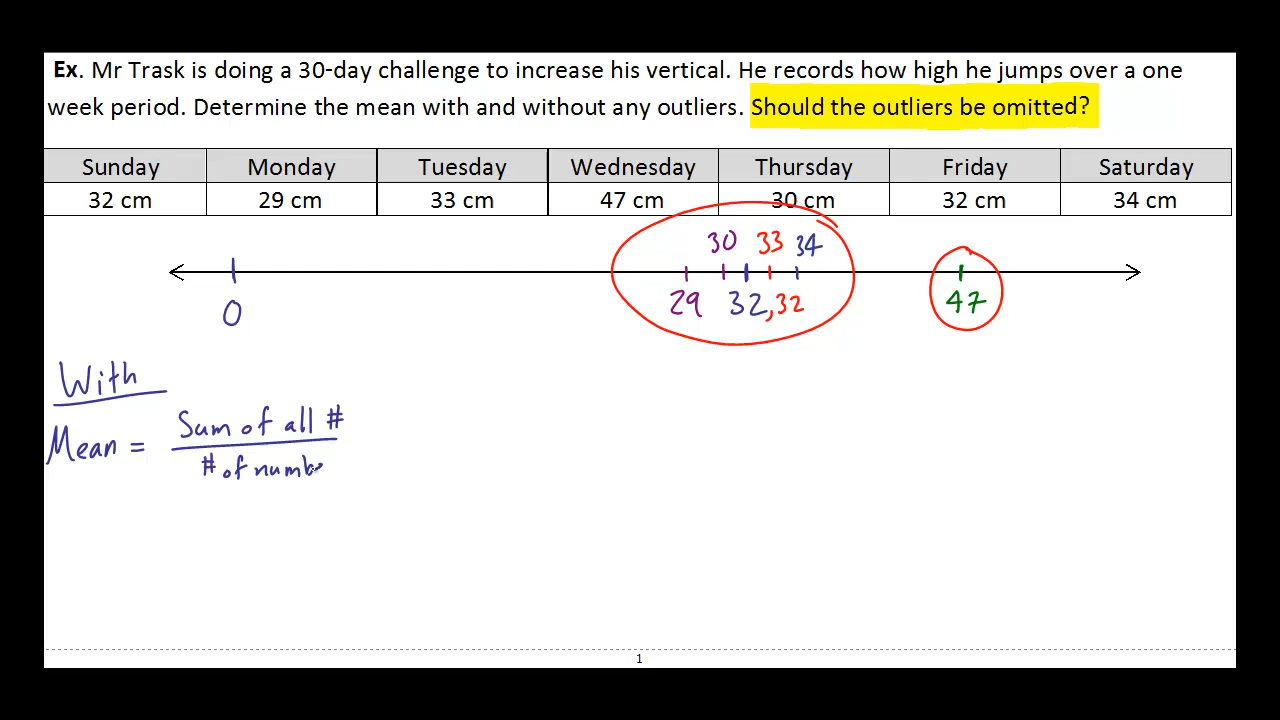 Ex. Mr Trask is doing a 30-day challenge to increase his vertical. He records how high he jumps over a one
week period. Determine the mean with and without any outliers. Should the outliers be omitted?
Sunday Monday Tuesday Wednesday Thursday Friday Saturday
32 cm 29 cm 33 cm 47 cm 30 cm 32 cm 34 cm
30 33 34
0 29 32,32 47
With
Mean = Sum of all #
# of numb
1